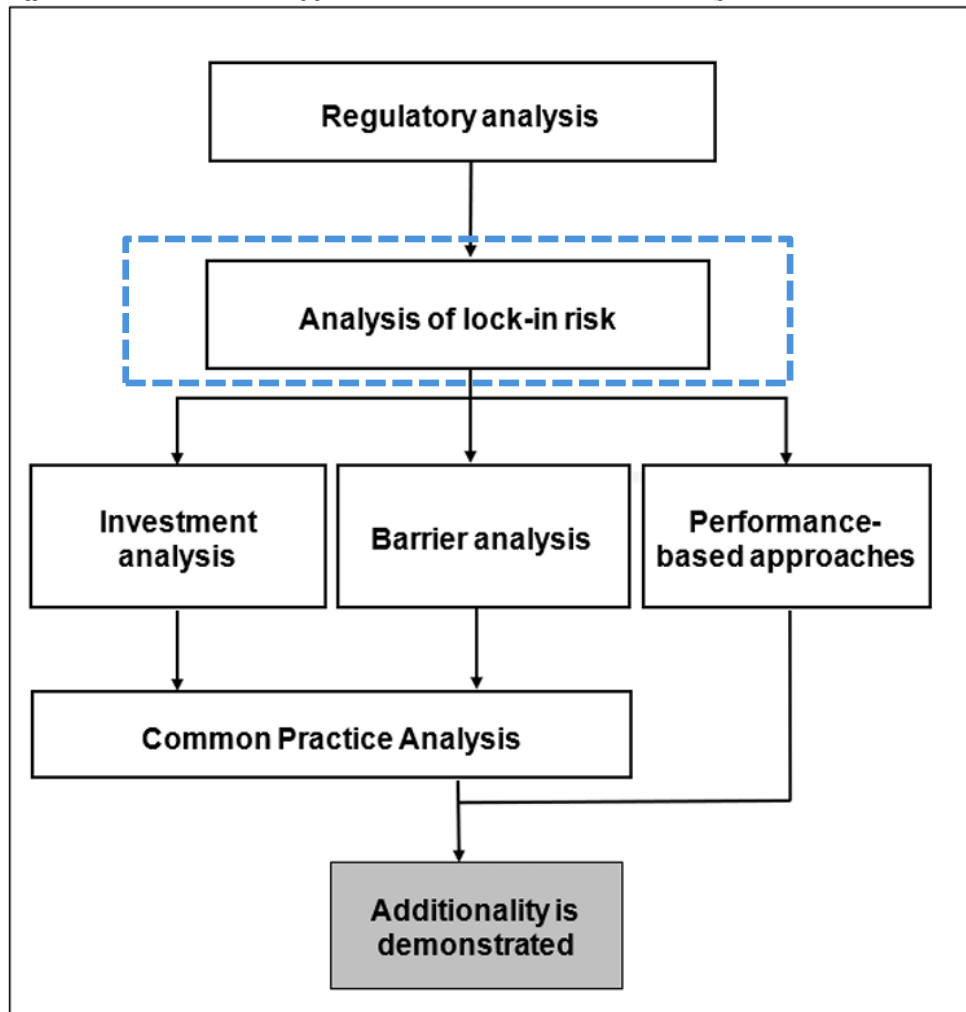 Regulatory analysis
Analysis of lock-in risk
Investment
analysis
Barrier analysis
Performance-
based approaches
Common Practice Analysis
Additionality is
demonstrated